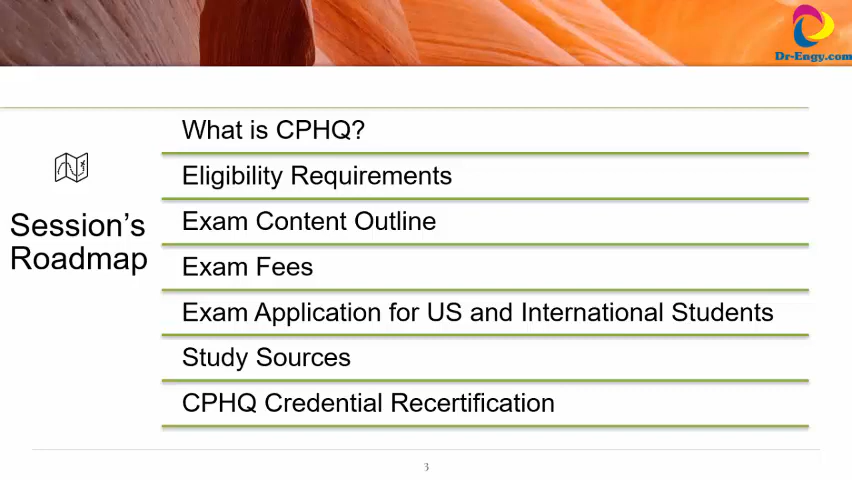 Dr-Engy.com
Session's
Roadmap
What is CPHQ?
Eligibility Requirements
Exam Content Outline
Exam Fees
Exam Application for US and International Students
Study Sources
CPHQ Credential Recertification
3